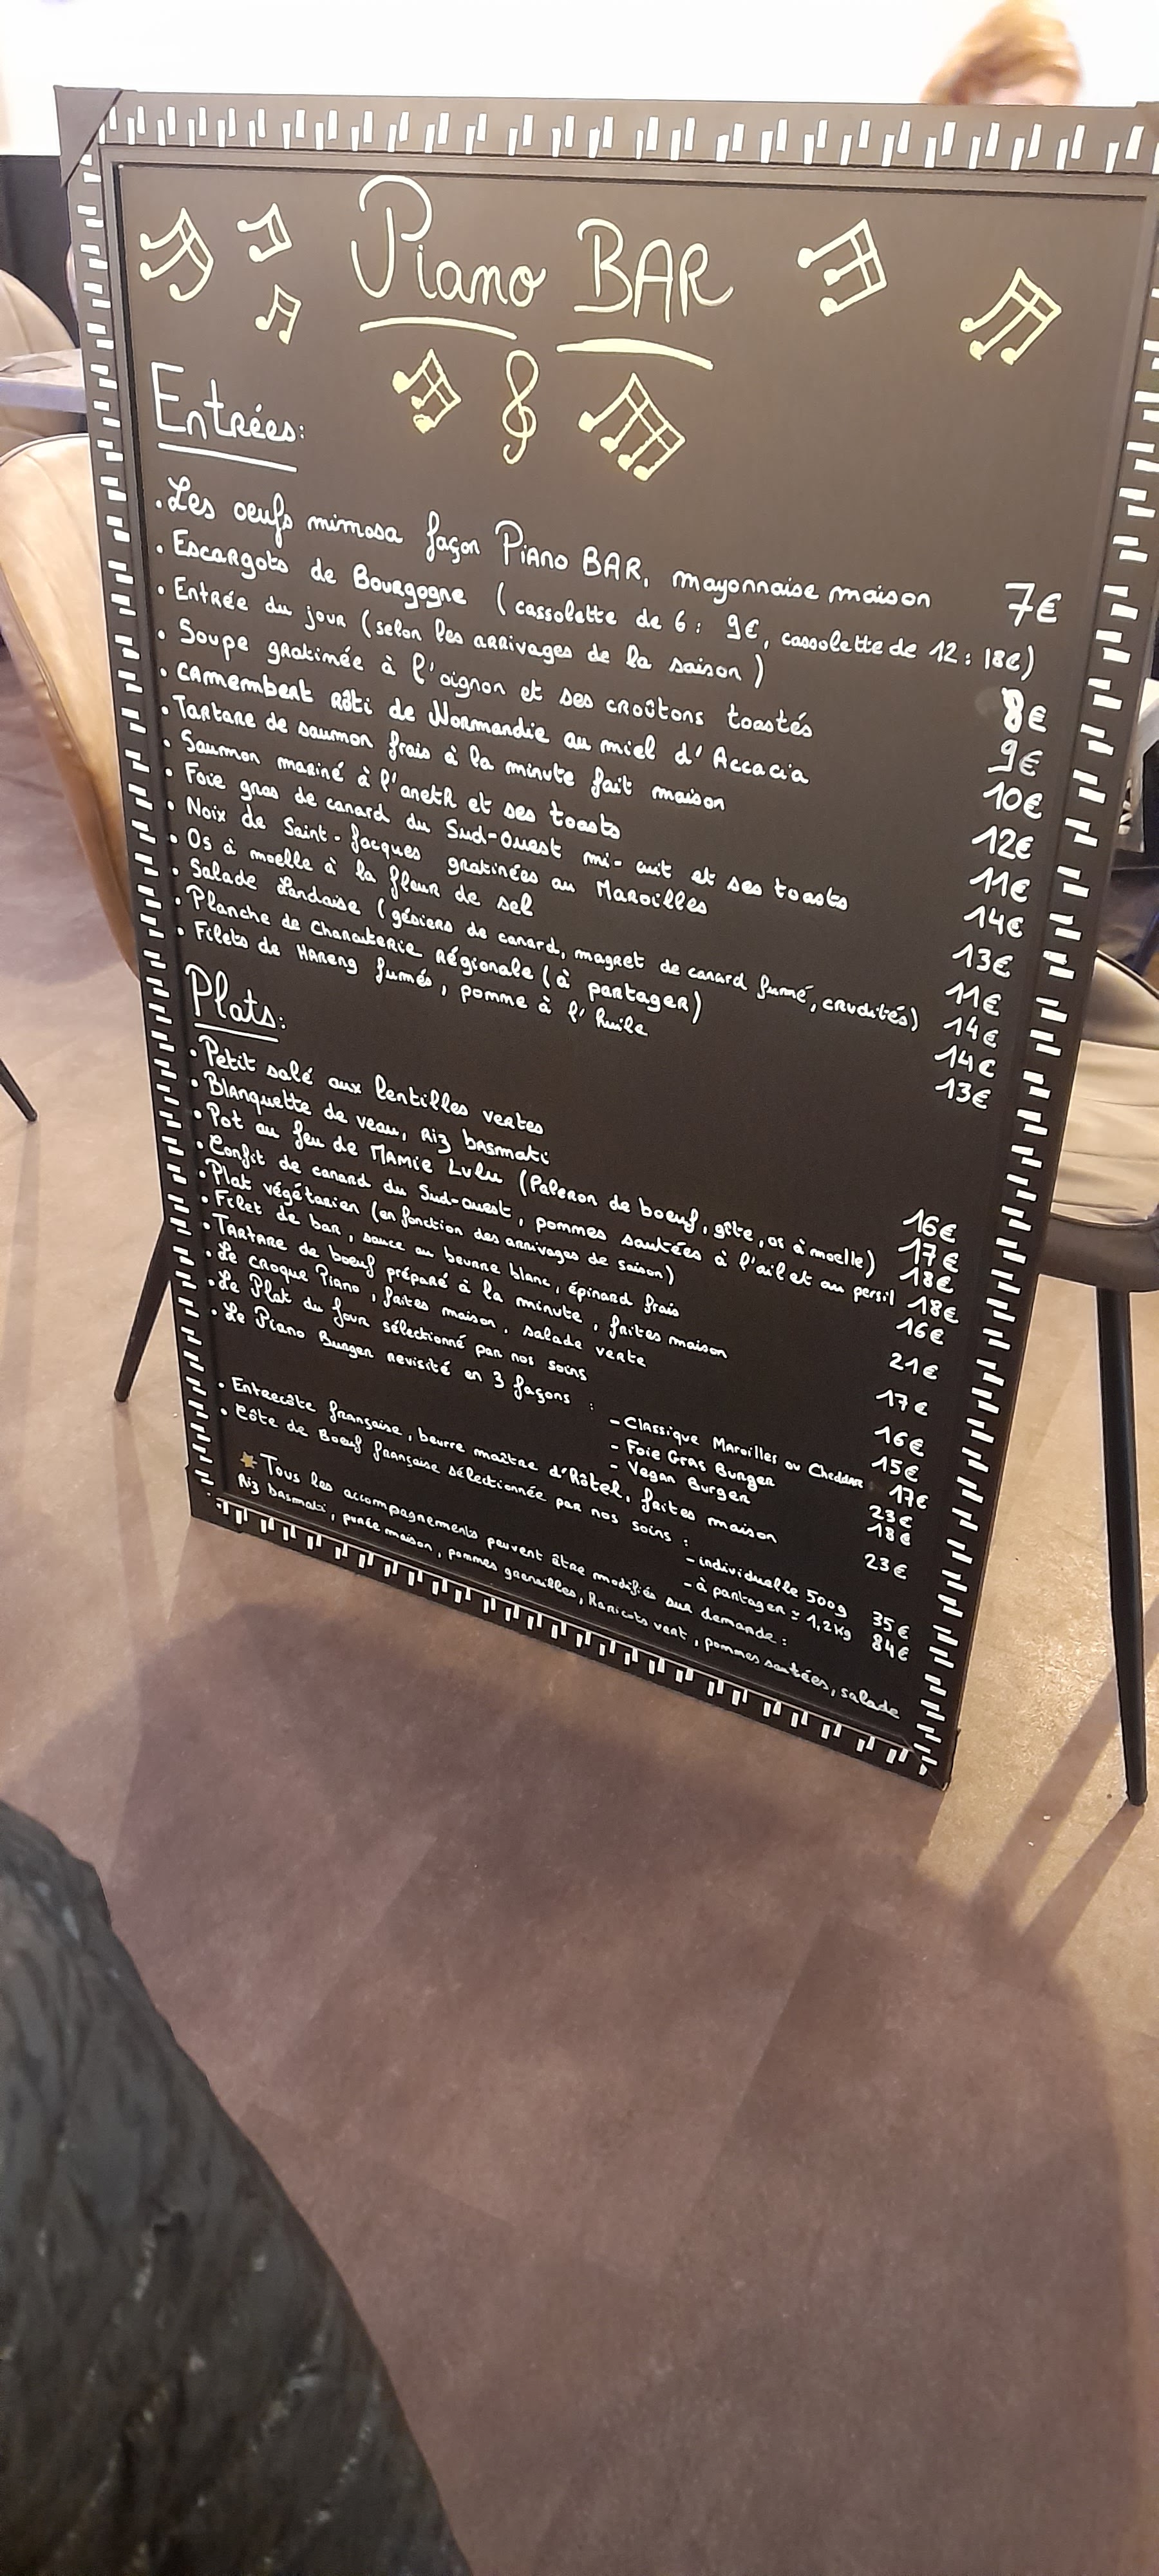 Piano BAR
Entrées:
. Les oeufs mimosa façon Piano BAR, mayonnaise maison 7€
. Escargots de Bourgogne (cassolette de 6 : 9€, cassolette de 12 : 18€)
. Entrée du jour (selon les arrivages de la saison) 8€
. Soupe gratinée à l'oignon et ses croûtons toastés 9€
. Camembert Rôti de Normandie au miel d'Accacia 10€
. Tartare de saumon frais à la minute fait maison 12€
. Saumon mariné à l'aneth et ses toasts 11€
. Foie gras de canard du Sud-Ouest mi-cuit et ses toasts 14€
. Noix de Saint-Jacques gratinées au Maroilles 13€
. Os à moelle à la fleur de sel 11€
. Salade Landaise (gésiers de canard, magret de canard fumé, crudités) 14€
. Planche de Charcuterie Régionale (à partager) 14€
. Filets de Hareng fumés, pomme à l'huile 13€
Plats:
. Petit salé aux lentilles vertes 16€
. Blanquette de veau, Riz basmati 17€
. Pot au feu de Mamie Lulu (Paleron de boeuf, gîte, os à moelle) 18€
. Confit de canard du Sud-Ouest, pommes sautées à l'ail et au persil 18€
. Plat végétarien (en fonction des arrivages de saison) 16€
. Filet de bar, sauce au beurre blanc, épinard frais 21€
. Tartare de boeuf préparé à la minute, frites maison 17€
. Le croque Piano, frites maison, salade verte 16€
. Le Plat du Jour sélectionné par nos soins 15€
. Le Piano Burger revisité en 3 façons :
- Classique Maroilles ou Cheddar 17€
- Foie Gras Burger 23€
- Vegan Burger 18€
. Entrecôte française, beurre maître d'Hôtel, frites maison 23€
. Côte de Boeuf française sélectionnée par nos soins :
- individuelle 500g 35€
- à partager ≃ 1,2Kg 84€
Tous les accompagnements peuvent être modifiés sur demande :
Riz basmati, purée maison, pommes grenailles, Haricots vert, pommes sautées, salade